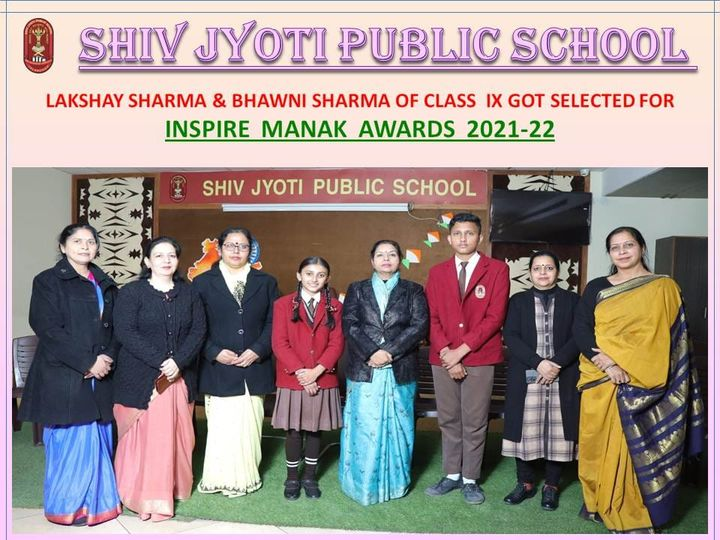 SHIV JYOTI PUBLIC SCHOOL
LAKSHAY SHARMA & BHAWNI SHARMA OF CLASS IX GOT SELECTED FOR
INSPIRE MANAK AWARDS 2021-22
SHIV JYOTI PUBLIC SCHOOL